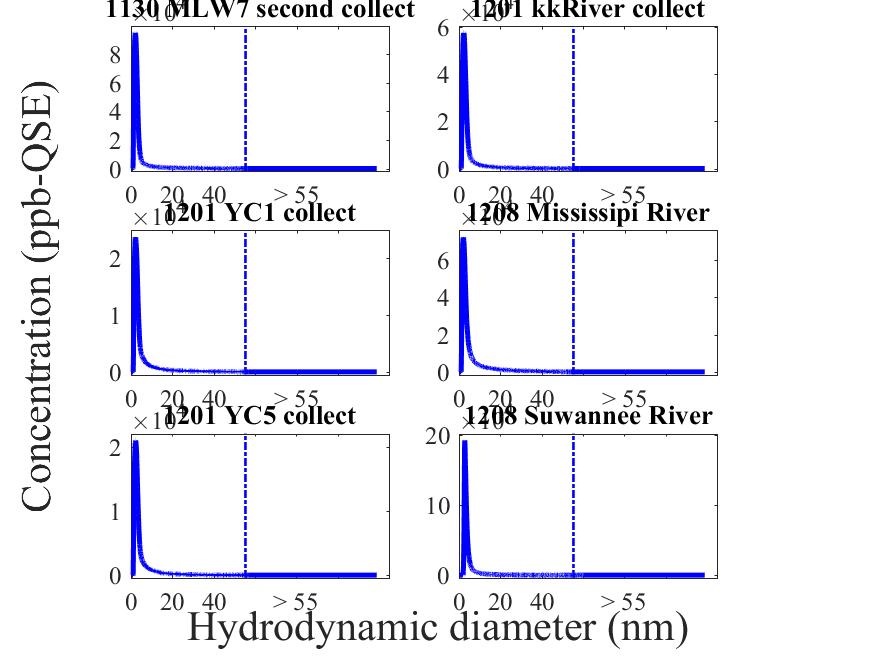 1130 MLW7 second collect
1201 kkRiver collect
8
6
4
2
0
0 20 40 > 55
6
4
2
0
0 20 40 > 55
1201 YC1 collect
1208 Mississipi River
2
1
0
0 20 40 > 55
6
4
2
0
0 20 40 > 55
1201 YC5 collect
1208 Suwannee River
2
1
0
0 20 40 > 55
20
10
0
0 20 40 > 55
Concentration (ppb-QSE)
Hydrodynamic diameter (nm)